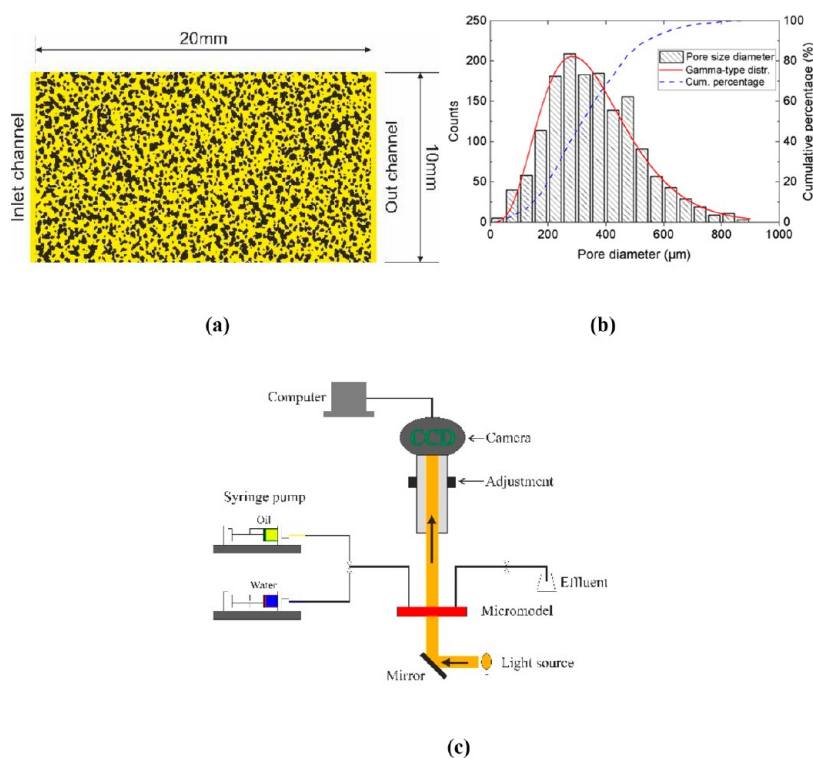 20mm
Inlet channel
Out channel
10mm
(a)
250
200
150
100
50
0
Counts
0 200 400 600 800 1000
Pore diameter (μm)
100
80
60
40
20
0
Cumulative percentage (%)
Pore size diameter
Gamma-type distr.
Cum. percentage
(b)
Computer
CCD
Camera
Adjustment
Syringe pump
Oil
Water
Effluent
Micromodel
Light source
Mirror
(c)